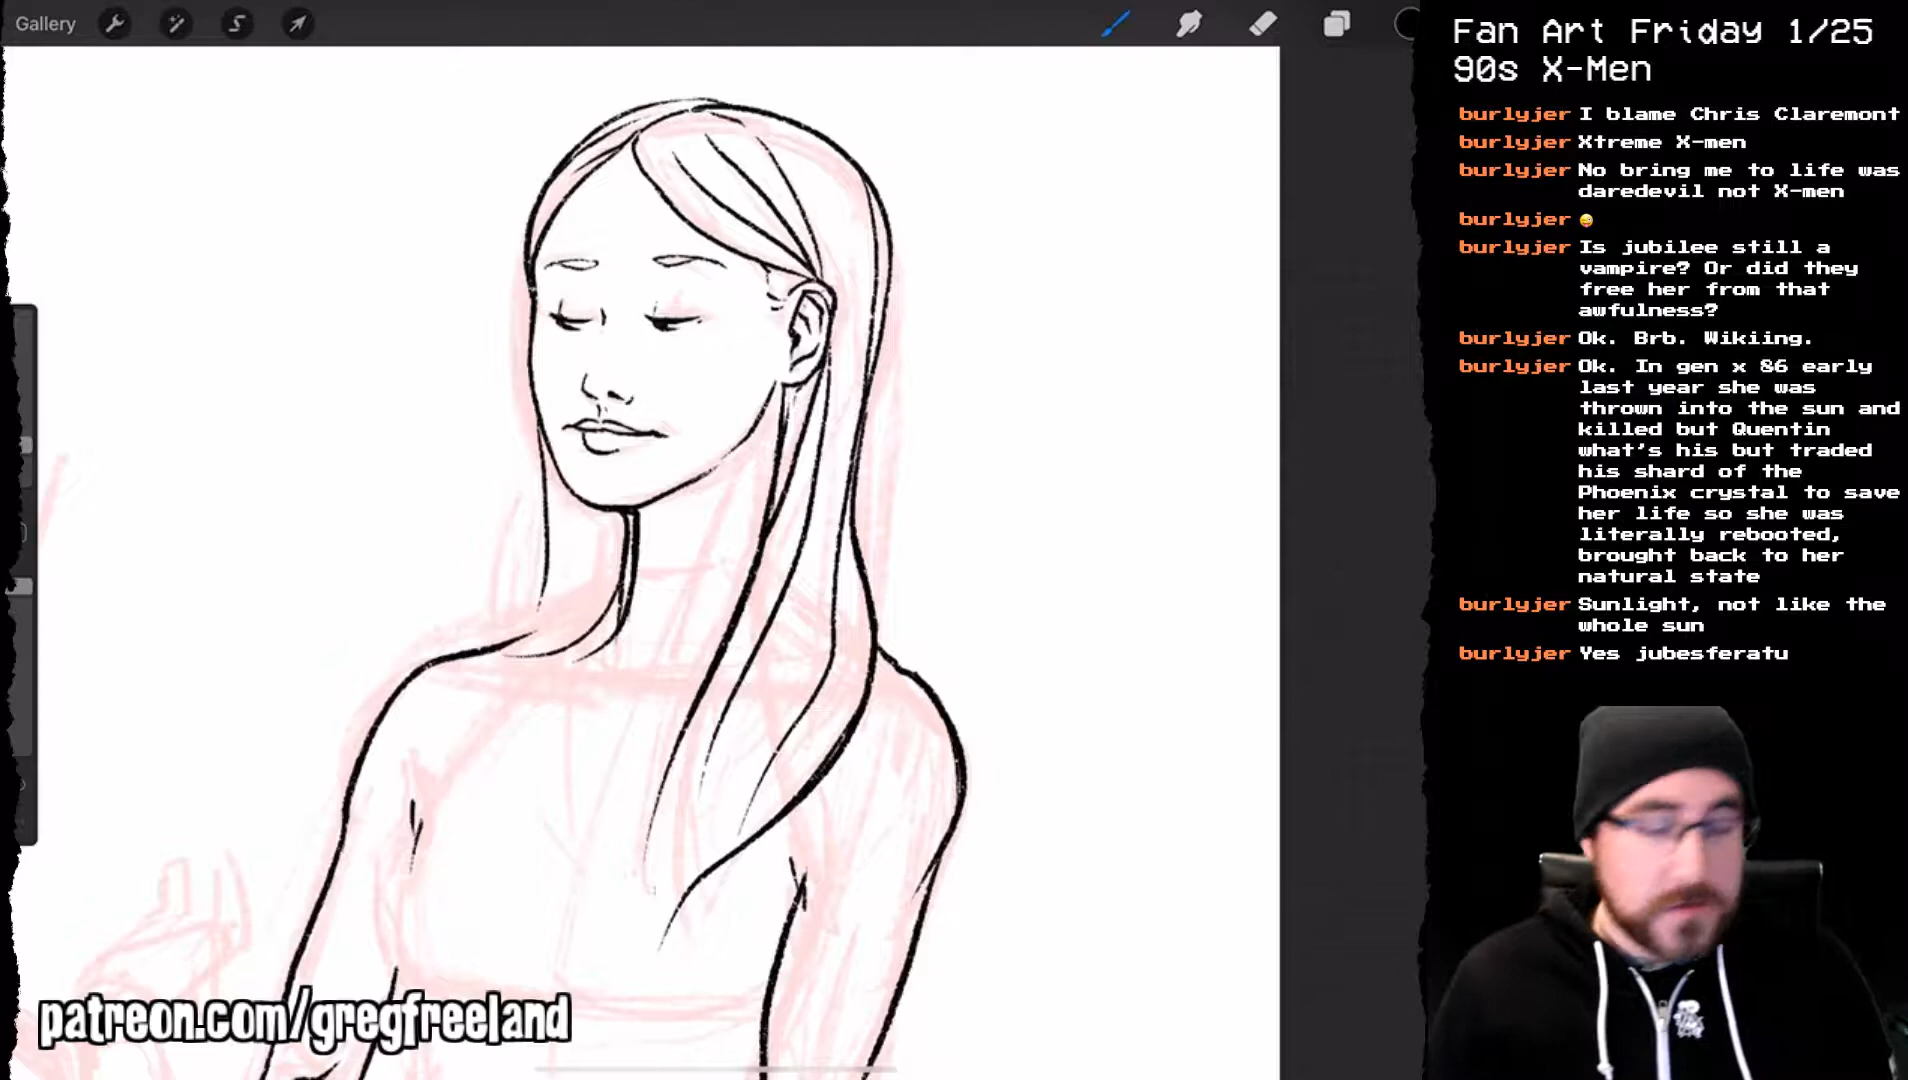 Gallery
Fan Art Friday 1/25
90s X-Men
burlyjer I blame Chris Claremont
burlyjer Xtreme X-men
burlyjer No bring me to life was
daredevil not X-men
burlyjer 😜
burlyjer Is jubilee still a
vampire? Or did they
free her from that
awfulness?
burlyjer Ok. Brb. Wikiing.
burlyjer Ok. In gen x 86 early
last year she was
thrown into the sun and
killed but Quentin
what's his but traded
his shard of the
Phoenix crystal to save
her life so she was
literally rebooted,
brought back to her
natural state
burlyjer Sunlight, not like the
whole sun
burlyjer Yes jubesferatu
patreon.com/gregfreeland